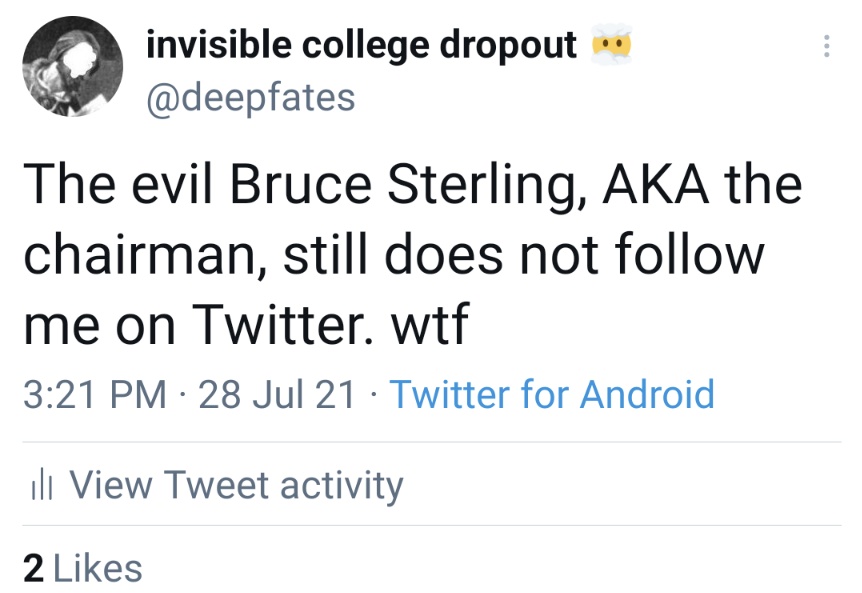 invisible college dropout
@deepfates
The evil Bruce Sterling, AKA the
chairman, still does not follow
me on Twitter. wtf
3:21 PM · 28 Jul 21 · Twitter for Android
View Tweet activity
2 Likes